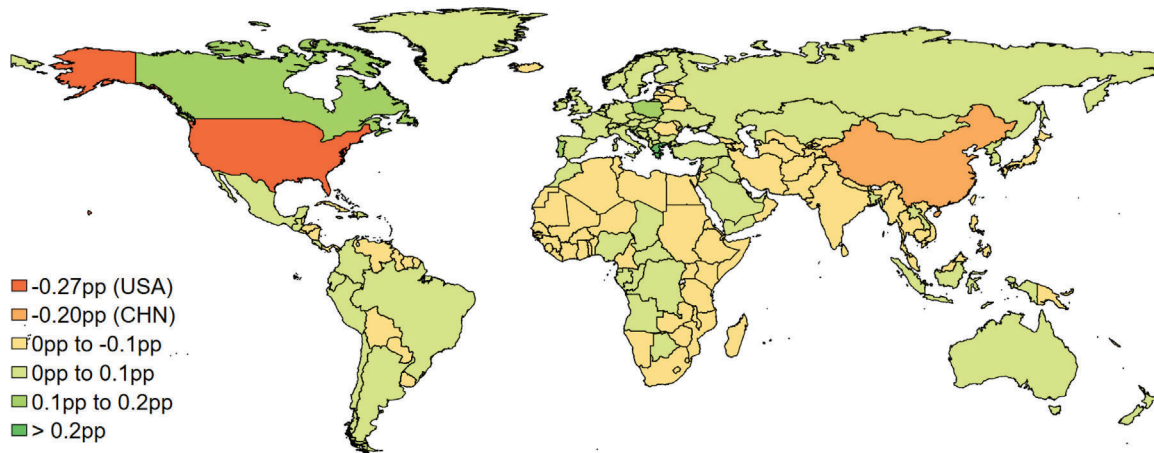 -0.27pp (USA)
-0.20pp (CHN)
0pp to -0.1pp
0pp to 0.1pp
0.1pp to 0.2pp
> 0.2pp